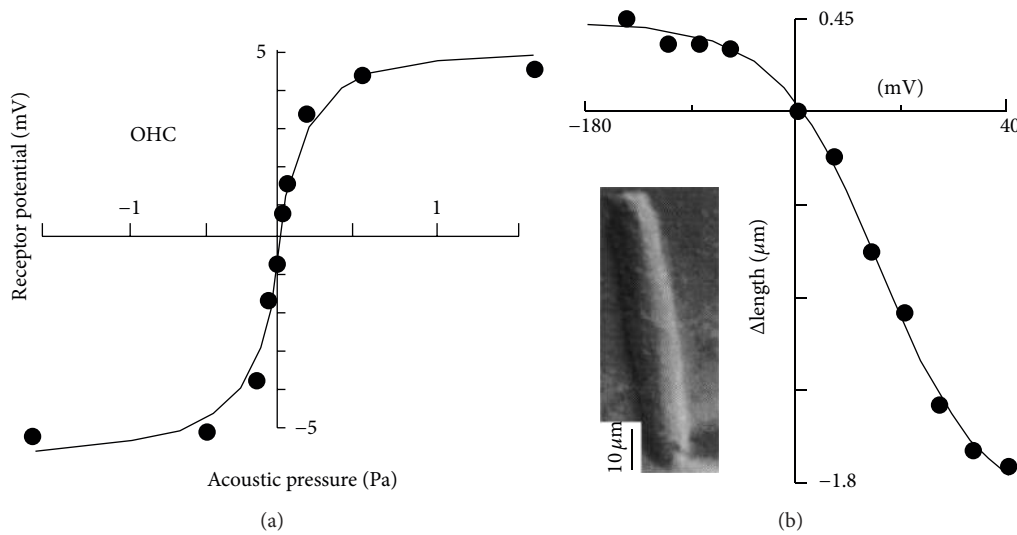 5
Receptor potential (mV)
OHC
−1
1
−5
Acoustic pressure (Pa)
(a)
0.45
(mV)
−180
40
Δlength (μm)
10 μm
−1.8
(b)